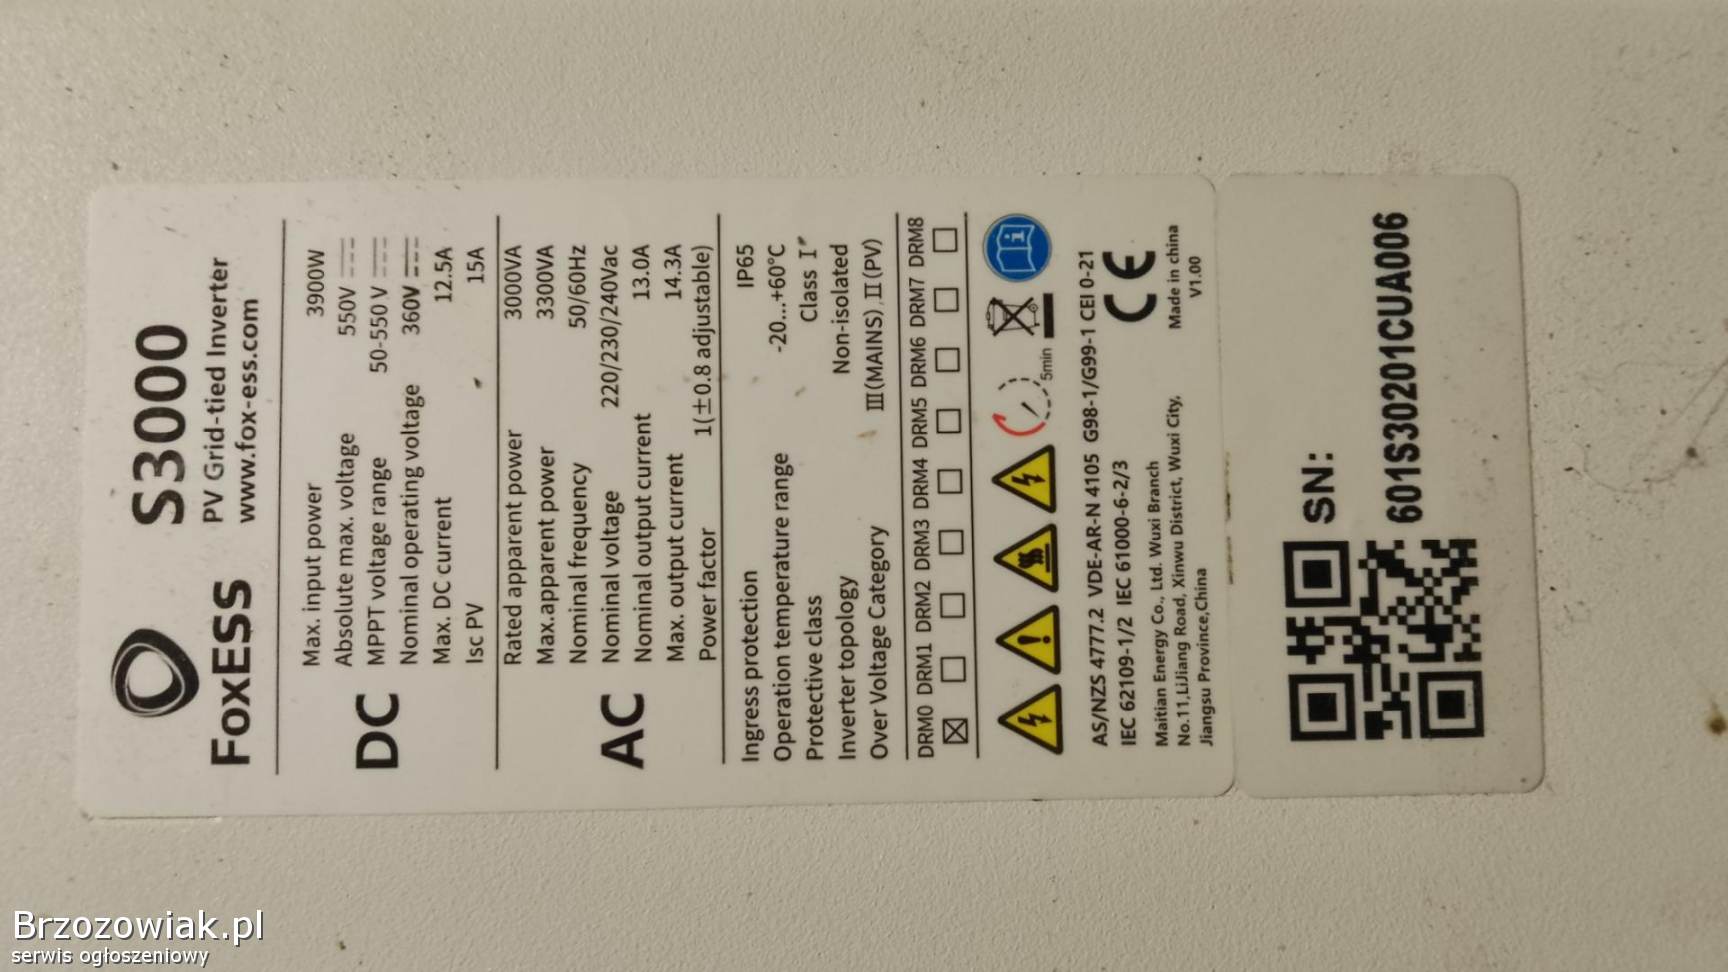 FoxESS
S3000
PV Grid-tied Inverter
www.fox-ess.com
DC
Max. input power 3900W
Absolute max. voltage 550V
MPPT voltage range 50-550V
Nominal operating voltage 360V
Max. DC current 12.5A
Isc PV 15A
AC
Rated apparent power 3000VA
Max.apparent power 3300VA
Nominal frequency 50/60Hz
Nominal voltage 220/230/240Vac
Nominal output current 13.0A
Max. output current 14.3A
Power factor 1(±0.8 adjustable)
Ingress protection IP65
Operation temperature range -20...+60°C
Protective class Class I
Inverter topology Non-isolated
Over Voltage Category III(MAINS),II(PV)
DRM0 DRM1 DRM2 DRM3 DRM4 DRM5 DRM6 DRM7 DRM8
5min
AS/NZS 4777.2 VDE-AR-N 4105 G98-1/G99-1 CEI 0-21
IEC 62109-1/2 IEC 61000-6-2/3
CE
Maitian Energy Co., Ltd. Wuxi Branch
No.11,LiJiang Road, Xinwu District, Wuxi City,
Jiangsu Province,China
Made in china
V1.00
SN:
601S30201CUA006
Brzozowiak.pl
serwis ogłoszeniowy